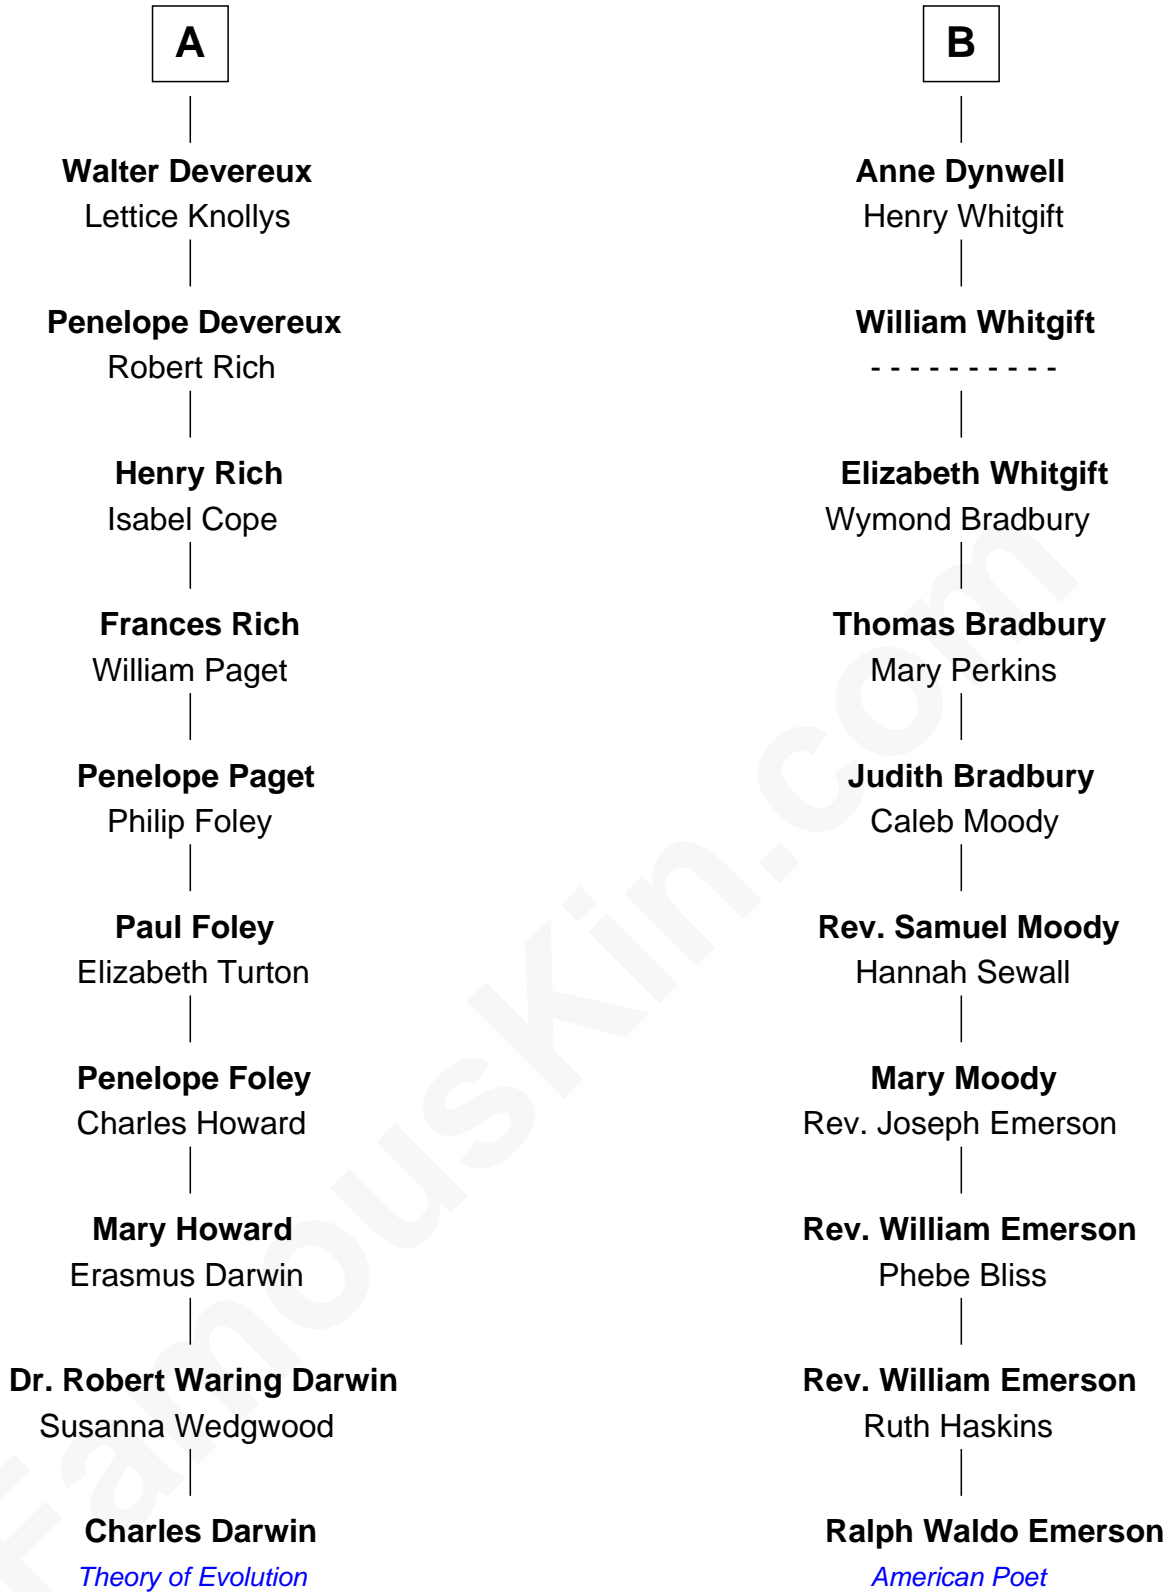 A
Walter Devereux
Lettice Knollys
Penelope Devereux
Robert Rich
Henry Rich
Isabel Cope
Frances Rich
William Paget
Penelope Paget
Philip Foley
Paul Foley
Elizabeth Turton
Penelope Foley
Charles Howard
Mary Howard
Erasmus Darwin
Dr. Robert Waring Darwin
Susanna Wedgwood
Charles Darwin
Theory of Evolution
B
Anne Dynwell
Henry Whitgift
William Whitgift
- - - - - - - - - -
Elizabeth Whitgift
Wymond Bradbury
Thomas Bradbury
Mary Perkins
Judith Bradbury
Caleb Moody
Rev. Samuel Moody
Hannah Sewall
Mary Moody
Rev. Joseph Emerson
Rev. William Emerson
Phebe Bliss
Rev. William Emerson
Ruth Haskins
Ralph Waldo Emerson
American Poet
FamousKin.com